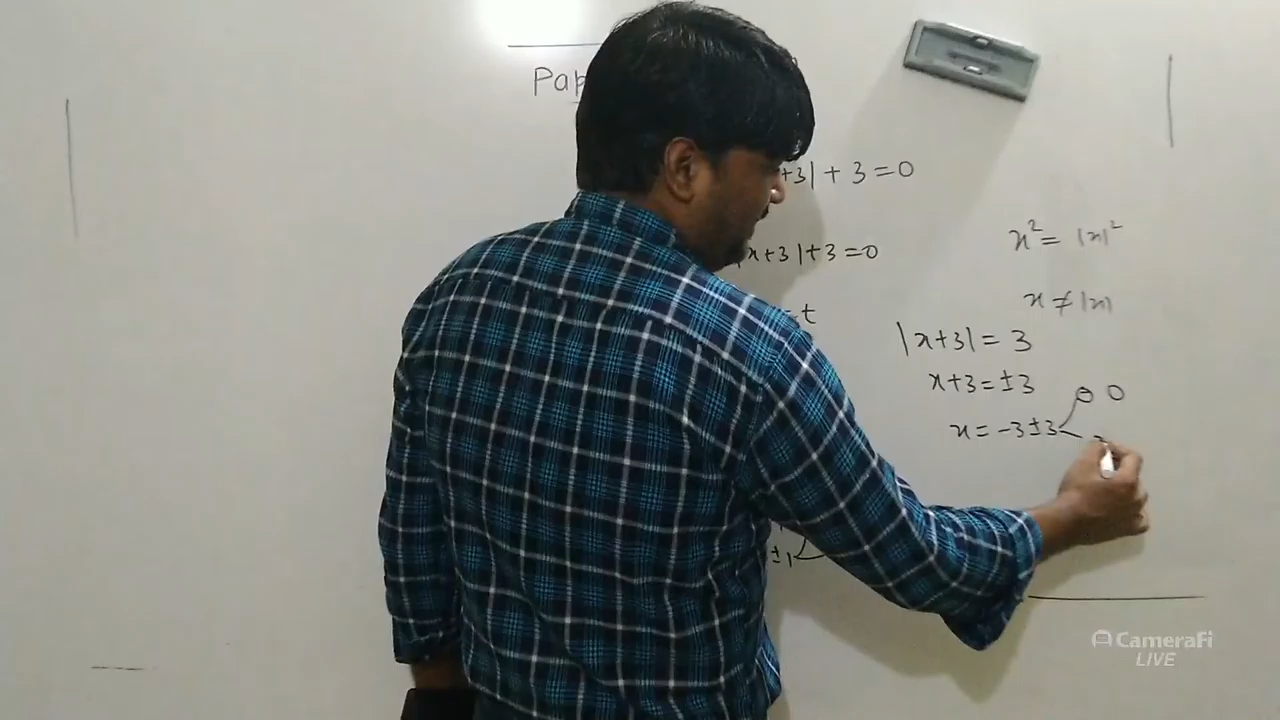 Pap
+3| + 3 = 0
x² = |x|²
|x+3| + 3 = 0
x ≠ |x|
= t
|x+3| = 3
x+3 = ±3
0
x = -3 ± 3
±1
CameraFi
LIVE